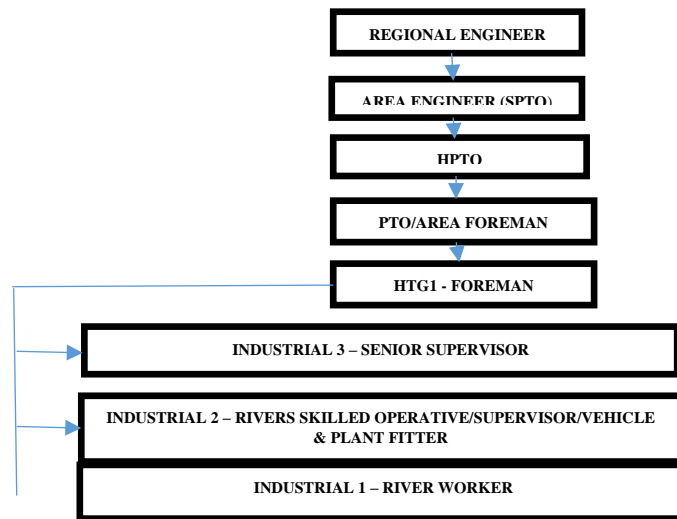 REGIONAL ENGINEER
AREA ENGINEER (SPTO)
HPTO
PTO/AREA FOREMAN
HTG1 - FOREMAN
INDUSTRIAL 3 – SENIOR SUPERVISOR
INDUSTRIAL 2 – RIVERS SKILLED OPERATIVE/SUPERVISOR/VEHICLE
& PLANT FITTER
INDUSTRIAL 1 – RIVER WORKER